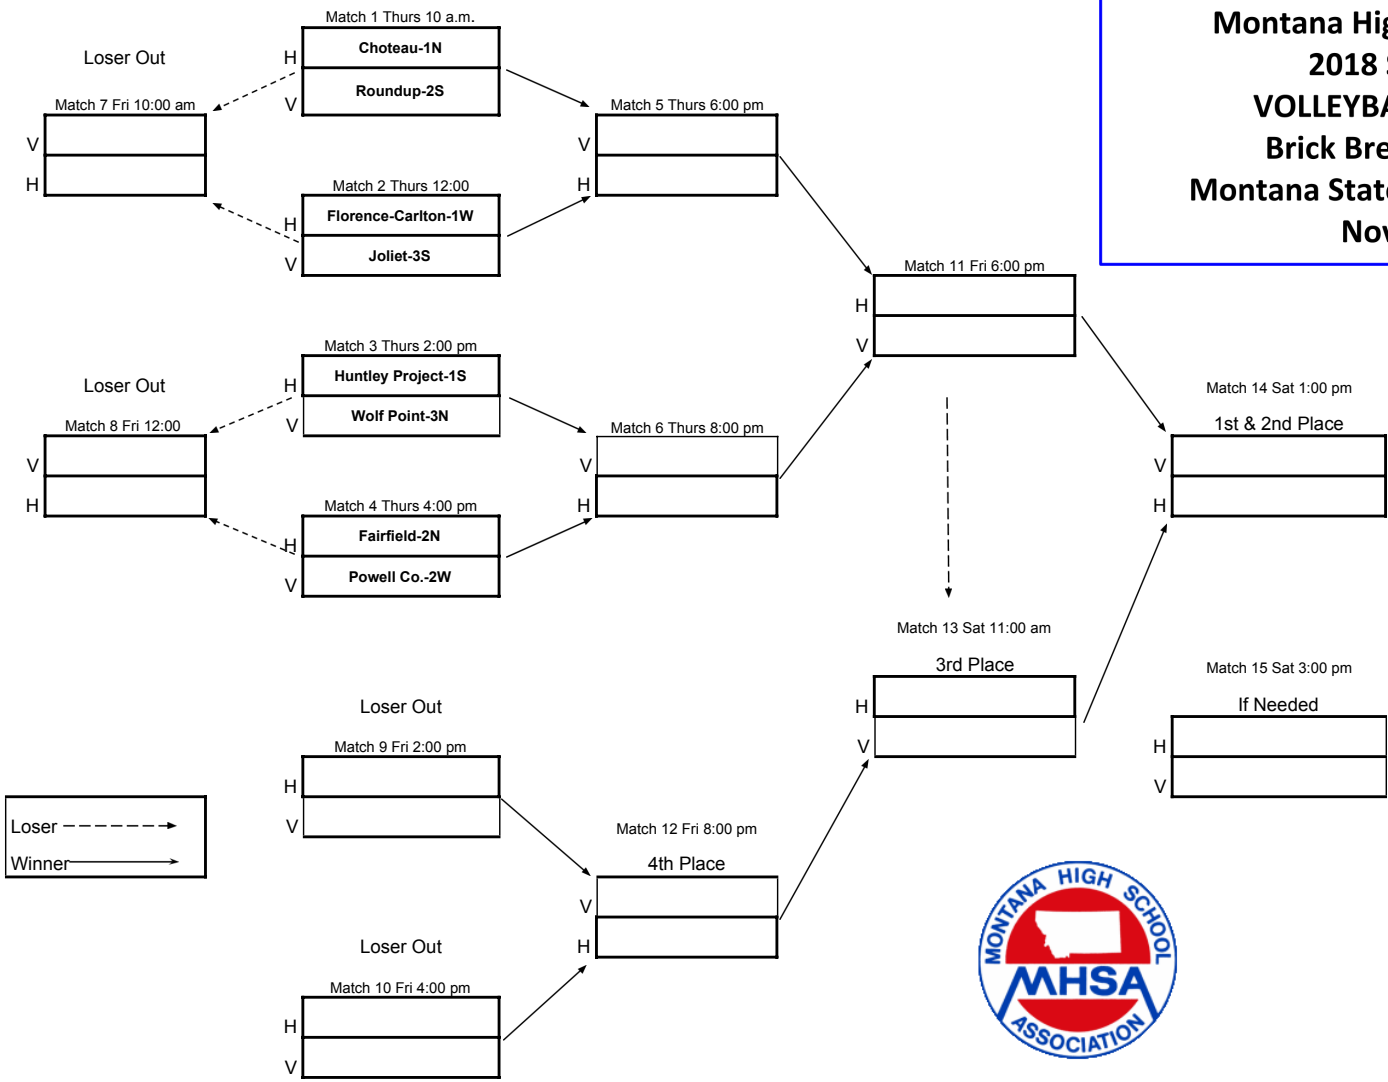 Montana Hig
2018
VOLLEYBA
Brick Bre
Montana State
Nov
Match 1 Thurs 10 a.m.
Loser Out
H
Choteau-1N
V
Roundup-2S
Match 7 Fri 10:00 am
V
H
Match 5 Thurs 6:00 pm
V
H
Match 2 Thurs 12:00
H
Florence-Carlton-1W
V
Joliet-3S
Match 11 Fri 6:00 pm
H
V
Match 3 Thurs 2:00 pm
Loser Out
H
Huntley Project-1S
V
Wolf Point-3N
Match 8 Fri 12:00
V
H
Match 6 Thurs 8:00 pm
V
H
Match 14 Sat 1:00 pm
1st & 2nd Place
V
H
Match 4 Thurs 4:00 pm
H
Fairfield-2N
V
Powell Co.-2W
Match 13 Sat 11:00 am
3rd Place
H
V
Match 15 Sat 3:00 pm
If Needed
H
V
Loser Out
Match 9 Fri 2:00 pm
H
V
Loser
Winner
Match 12 Fri 8:00 pm
4th Place
V
H
Loser Out
Match 10 Fri 4:00 pm
H
V
MONTANA HIGH SCHOOL
MHSA
ASSOCIATION